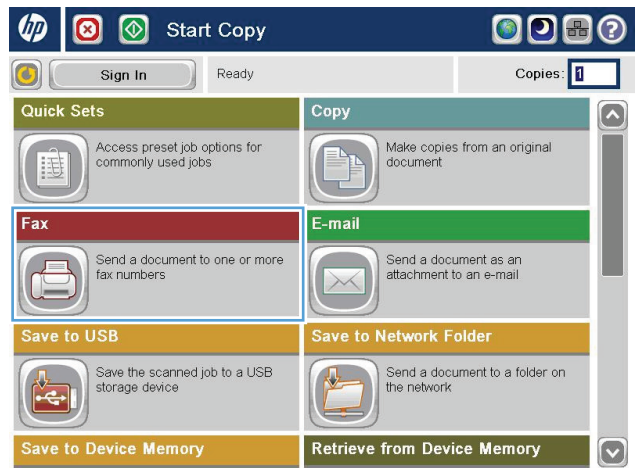 hp
Start Copy
?
Sign In
Ready
Copies: 1
Quick Sets
Access preset job options for
commonly used jobs
Copy
Make copies from an original
document
Fax
Send a document to one or more
fax numbers
E-mail
Send a document as an
attachment to an e-mail
Save to USB
Save the scanned job to a USB
storage device
Save to Network Folder
Send a document to a folder on
the network
Save to Device Memory
Retrieve from Device Memory